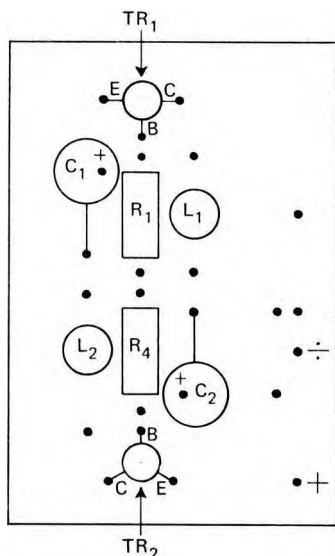 TR1
E C
B
C1 +
R1 L1
L2 R4
÷
+ C2
B
C E +
TR2